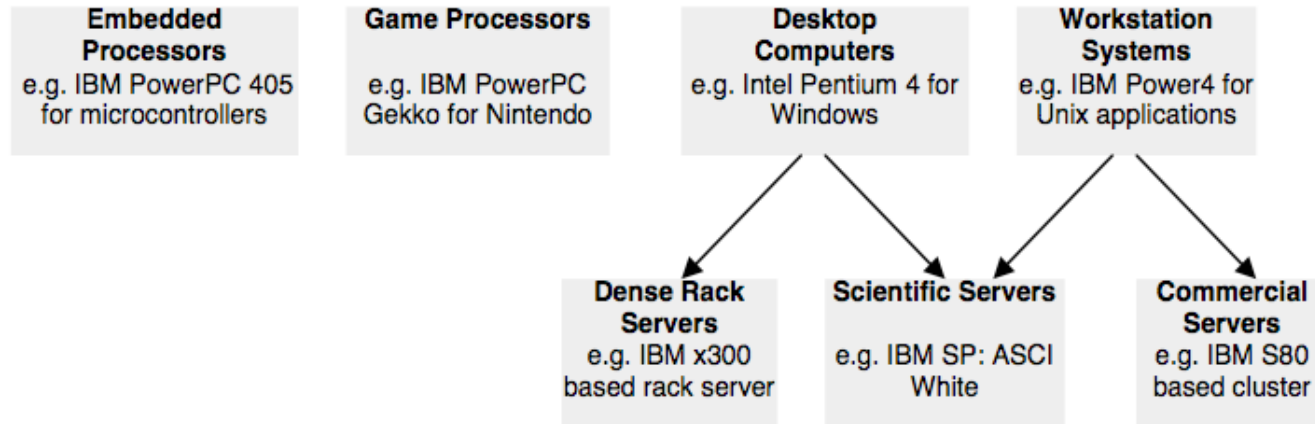 Embedded
Processors
e.g. IBM PowerPC 405
for microcontrollers
Game Processors
e.g. IBM PowerPC
Gekko for Nintendo
Desktop
Computers
e.g. Intel Pentium 4 for
Windows
Workstation
Systems
e.g. IBM Power4 for
Unix applications
Dense Rack
Servers
e.g. IBM x300
based rack server
Scientific Servers
e.g. IBM SP: ASCI
White
Commercial
Servers
e.g. IBM S80
based cluster